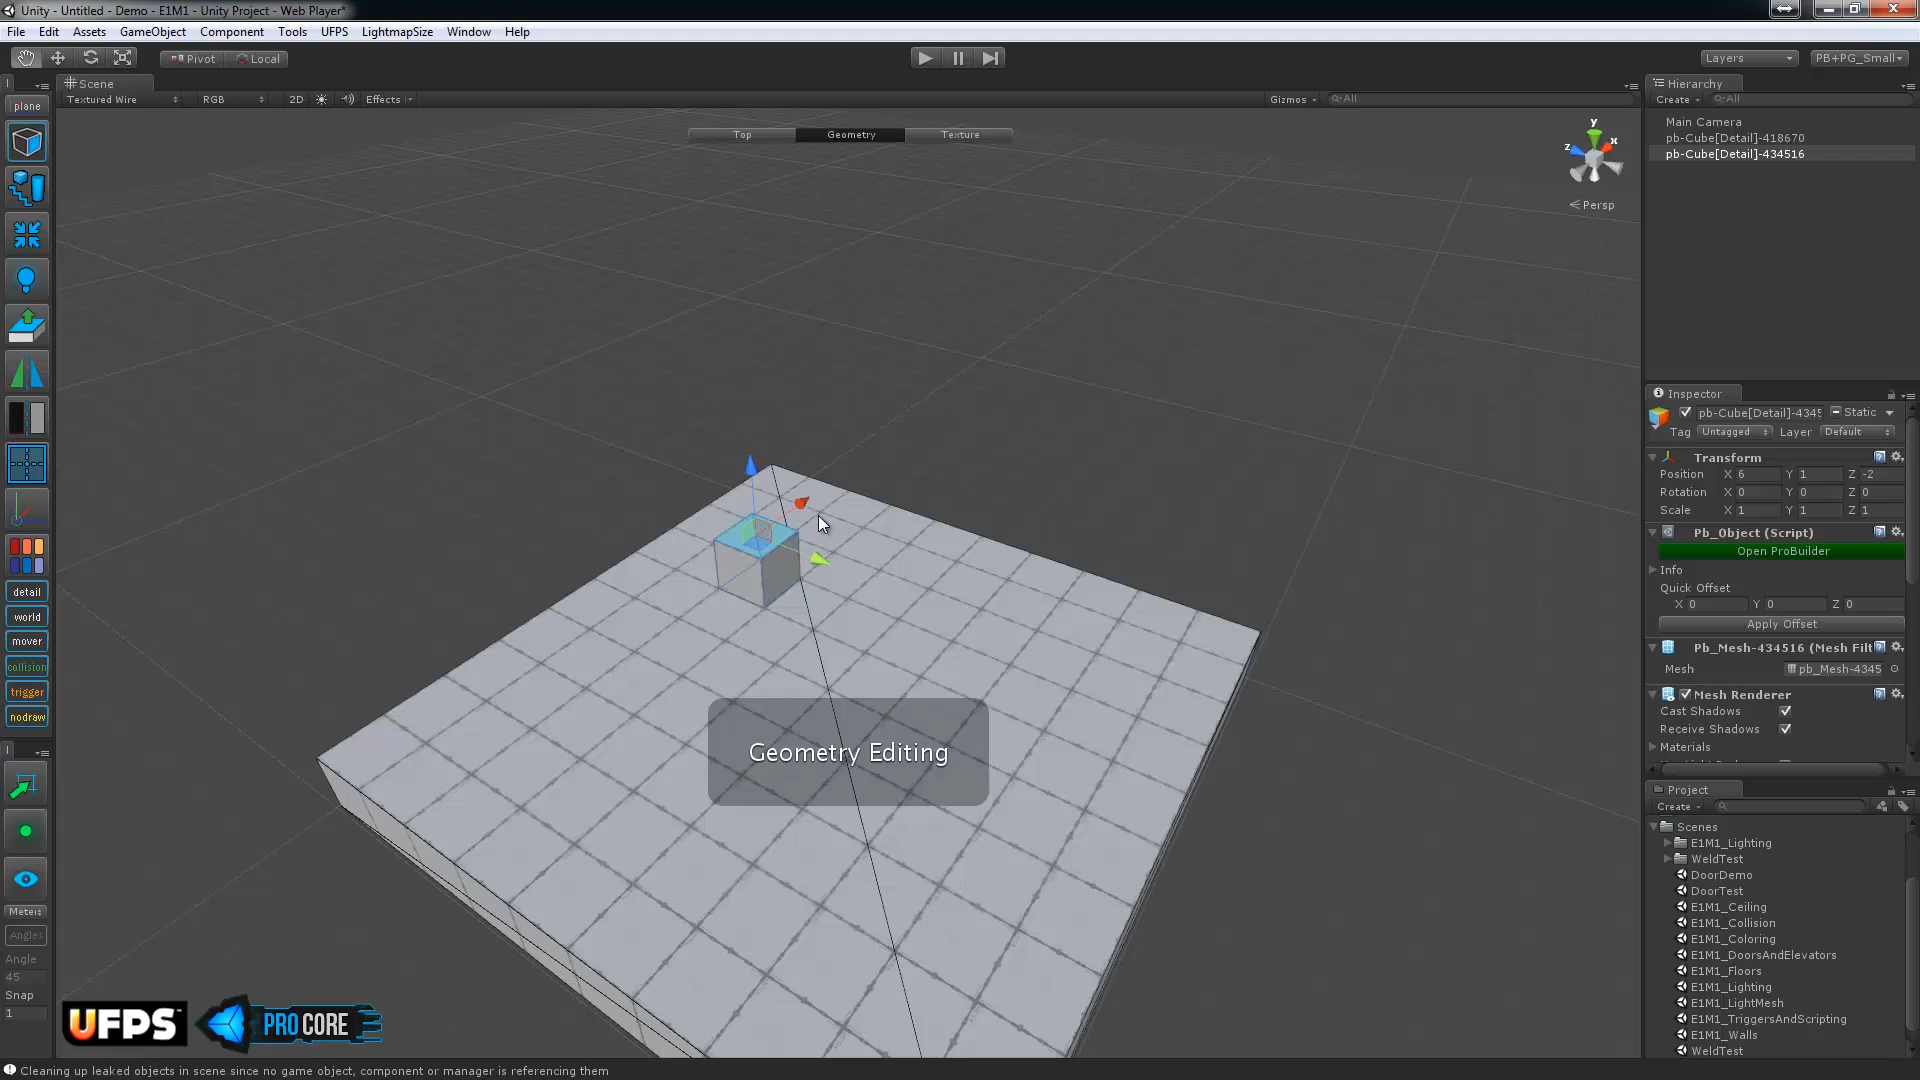 Unity - Untitled - Demo - E1M1 - Unity Project - Web Player*
File Edit Assets GameObject Component Tools UFPS LightmapSize Window Help
Pivot Local
Layers PB+PG_Small
Scene
Textured Wire RGB 2D Effects Gizmos All
Top Geometry Texture
y
z x
Persp
plane
detail
world
mover
collision
trigger
nodraw
Angles
Angle
45
Snap
1
Geometry Editing
UFPS PROCORE
Hierarchy
Create All
Main Camera
pb-Cube[Detail]-418670
pb-Cube[Detail]-434516
Inspector
pb-Cube[Detail]-4345 Static
Tag Untagged Layer Default
Transform
Position X 6 Y 1 Z -2
Rotation X 0 Y 0 Z 0
Scale X 1 Y 1 Z 1
Pb_Object (Script)
Open ProBuilder
Info
Quick Offset
X 0 Y 0 Z 0
Apply Offset
Pb_Mesh-434516 (Mesh Filt
Mesh pb_Mesh-4345
Mesh Renderer
Cast Shadows
Receive Shadows
Materials
Project
Create
Scenes
E1M1_Lighting
WeldTest
DoorDemo
DoorTest
E1M1_Ceiling
E1M1_Collision
E1M1_Coloring
E1M1_DoorsAndElevators
E1M1_Floors
E1M1_Lighting
E1M1_LightMesh
E1M1_TriggersAndScripting
E1M1_Walls
WeldTest
Cleaning up leaked objects in scene since no game object, component or manager is referencing them